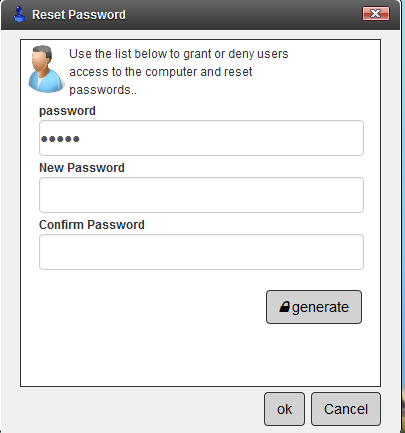 Reset Password
Use the list below to grant or deny users
access to the computer and reset
passwords..
password
New Password
Confirm Password
generate
ok
Cancel